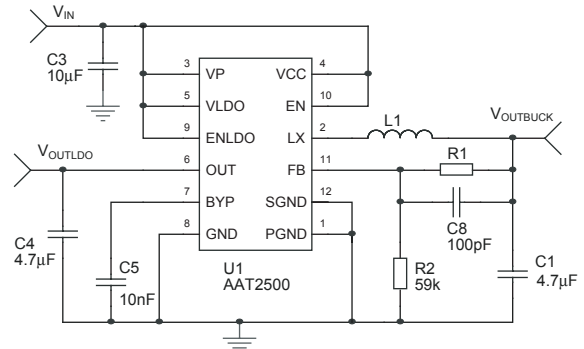 VIN
C3
10μF
3
VP
VCC
4
5
VLDO
EN
10
9
ENLDO
LX
2
L1
VOUTBUCK
VOUTLDO
6
OUT
FB
11
R1
7
BYP
SGND
12
C8
100pF
8
GND
PGND
1
C4
4.7μF
C5
10nF
U1
AAT2500
R2
59k
C1
4.7μF